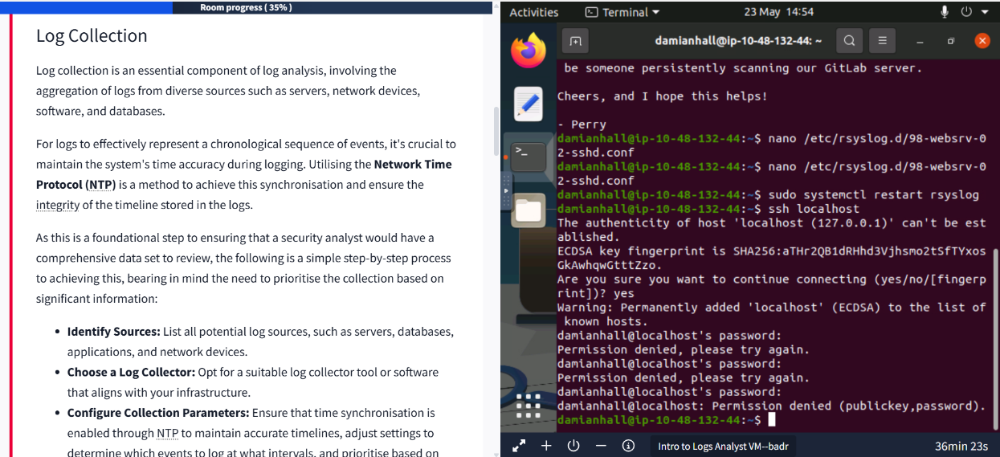 Room progress ( 35% )
Log Collection
Log collection is an essential component of log analysis, involving the
aggregation of logs from diverse sources such as servers, network devices,
software, and databases.
For logs to effectively represent a chronological sequence of events, it's crucial to
maintain the system's time accuracy during logging. Utilising the Network Time
Protocol (NTP) is a method to achieve this synchronisation and ensure the
integrity of the timeline stored in the logs.
As this is a foundational step to ensuring that a security analyst would have a
comprehensive data set to review, the following is a simple step-by-step process
to achieving this, bearing in mind the need to prioritise the collection based on
significant information:
• Identify Sources: List all potential log sources, such as servers, databases,
applications, and network devices.
• Choose a Log Collector: Opt for a suitable log collector tool or software
that aligns with your infrastructure.
• Configure Collection Parameters: Ensure that time synchronisation is
enabled through NTP to maintain accurate timelines, adjust settings to
determine which events to log at what intervals, and prioritise based on
Activities
Terminal
23 May 14:54
damianhall@ip-10-48-132-44: ~
be someone persistently scanning our GitLab server.
Cheers, and I hope this helps!
- Perry
damianhall@ip-10-48-132-44:~$ nano /etc/rsyslog.d/98-websrv-0
2-sshd.conf
damianhall@ip-10-48-132-44:~$ nano /etc/rsyslog.d/98-websrv-0
2-sshd.conf
damianhall@ip-10-48-132-44:~$ sudo systemctl restart rsyslog
damianhall@ip-10-48-132-44:~$ ssh localhost
The authenticity of host 'localhost (127.0.0.1)' can't be est
ablished.
ECDSA key fingerprint is SHA256:aTHr2QB1dRHhd3Vjhsmo2tSfTYxos
GkAwhqwGtttZzo.
Are you sure you want to continue connecting (yes/no/[fingerp
rint])? yes
Warning: Permanently added 'localhost' (ECDSA) to the list of
known hosts.
damianhall@localhost's password:
Permission denied, please try again.
damianhall@localhost's password:
Permission denied, please try again.
damianhall@localhost's password:
damianhall@localhost: Permission denied (publickey,password).
damianhall@ip-10-48-132-44:~$
Intro to Logs Analyst VM--badr
36min 23s